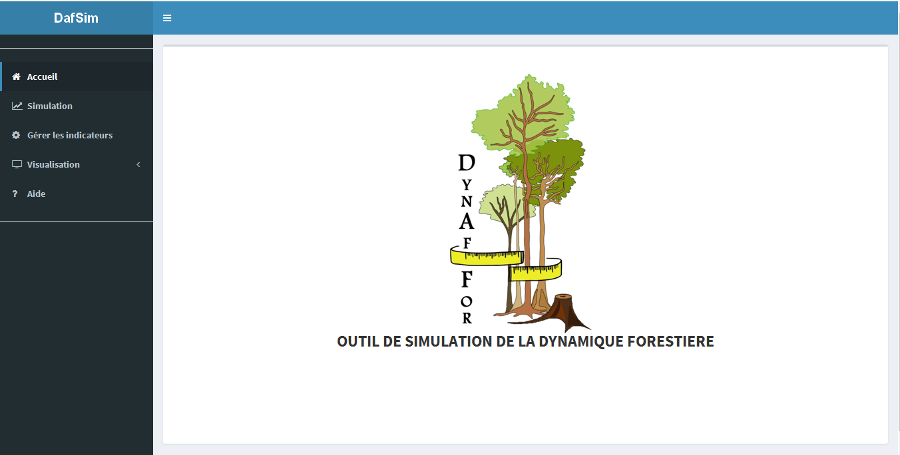 DafSim
Accueil
Simulation
Gérer les indicateurs
Visualisation
Aide
DYNAFFOR
OUTIL DE SIMULATION DE LA DYNAMIQUE FORESTIERE